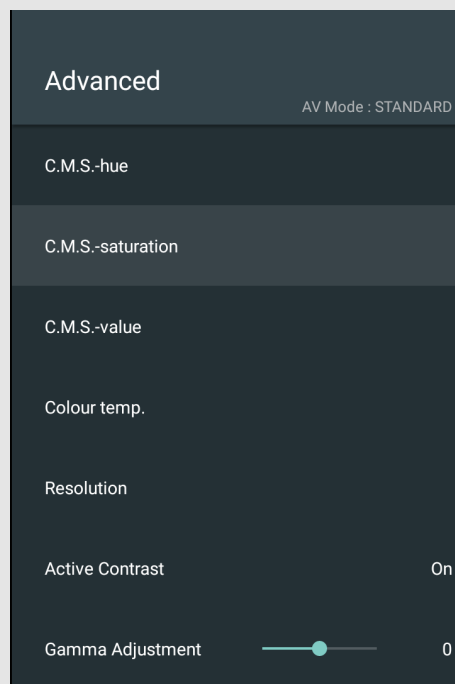 Advanced
AV Mode : STANDARD
C.M.S.-hue
C.M.S.-saturation
C.M.S.-value
Colour temp.
Resolution
Active Contrast On
Gamma Adjustment 0